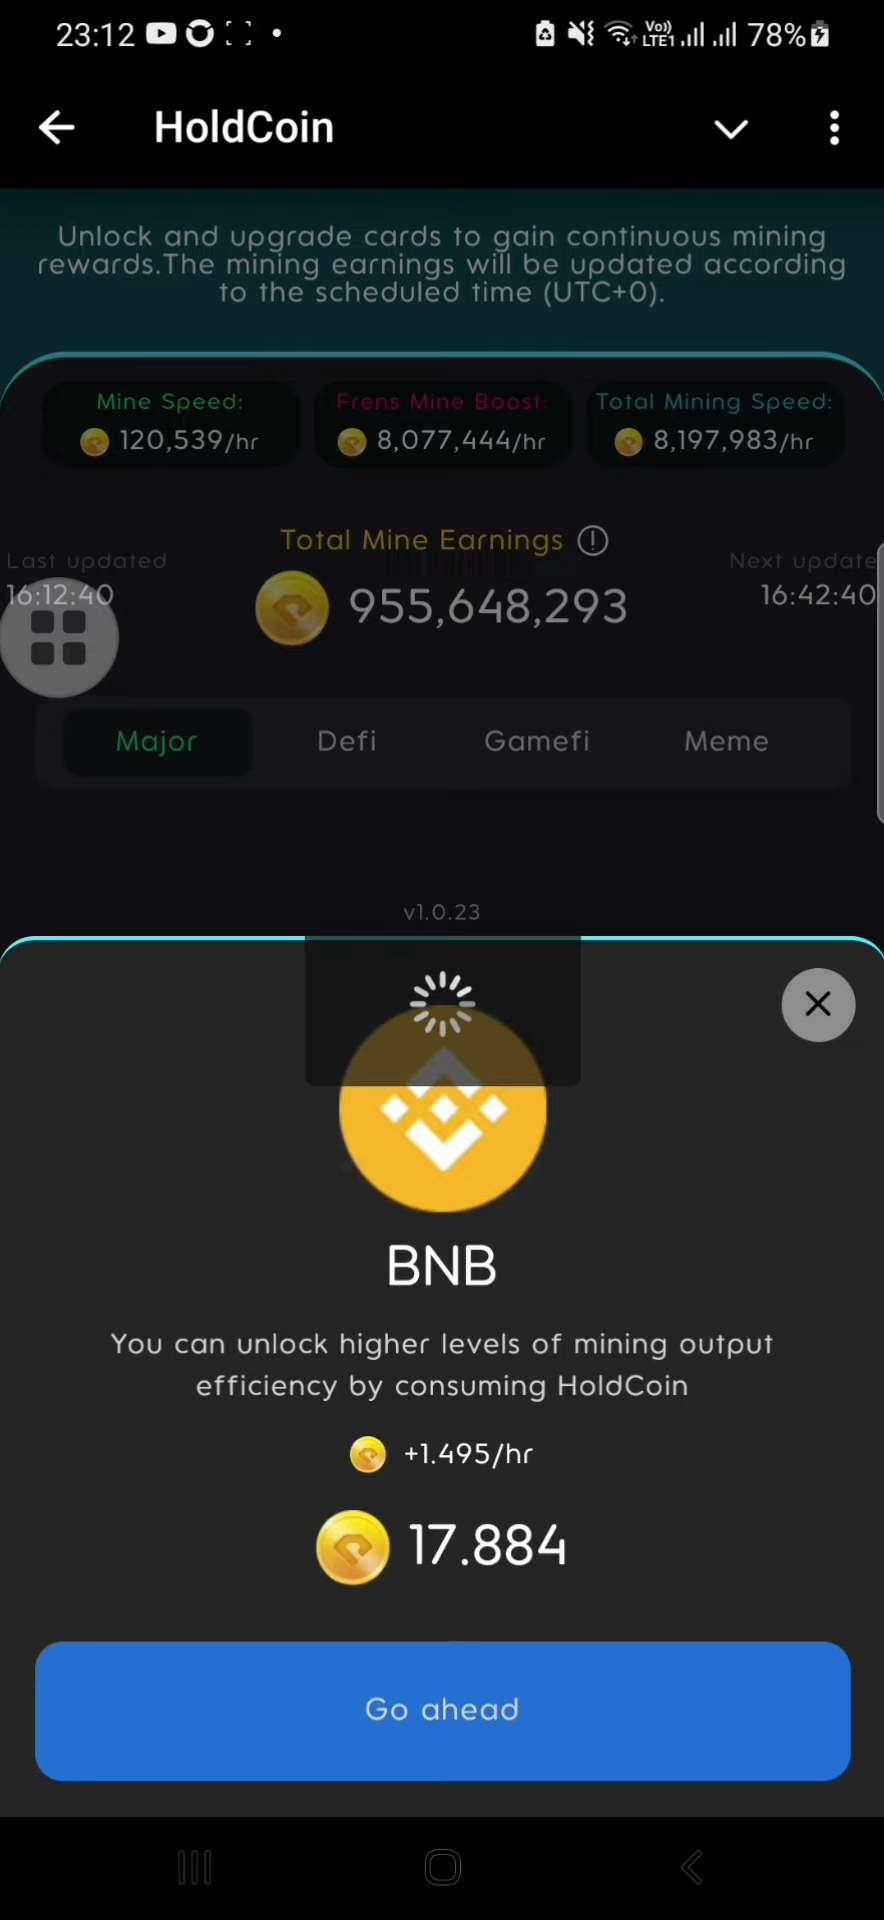 23:12
Vo))
LTE1
78%
HoldCoin
Unlock and upgrade cards to gain continuous mining
rewards.The mining earnings will be updated according
to the scheduled time (UTC+0).
Mine Speed:
120,539/hr
Frens Mine Boost:
8,077,444/hr
Total Mining Speed:
8,197,983/hr
Total Mine Earnings
Last updated
16:12:40
955,648,293
Next update
16:42:40
Major
Defi
Gamefi
Meme
v1.0.23
BNB
You can unlock higher levels of mining output
efficiency by consuming HoldCoin
+1.495/hr
17.884
Go ahead